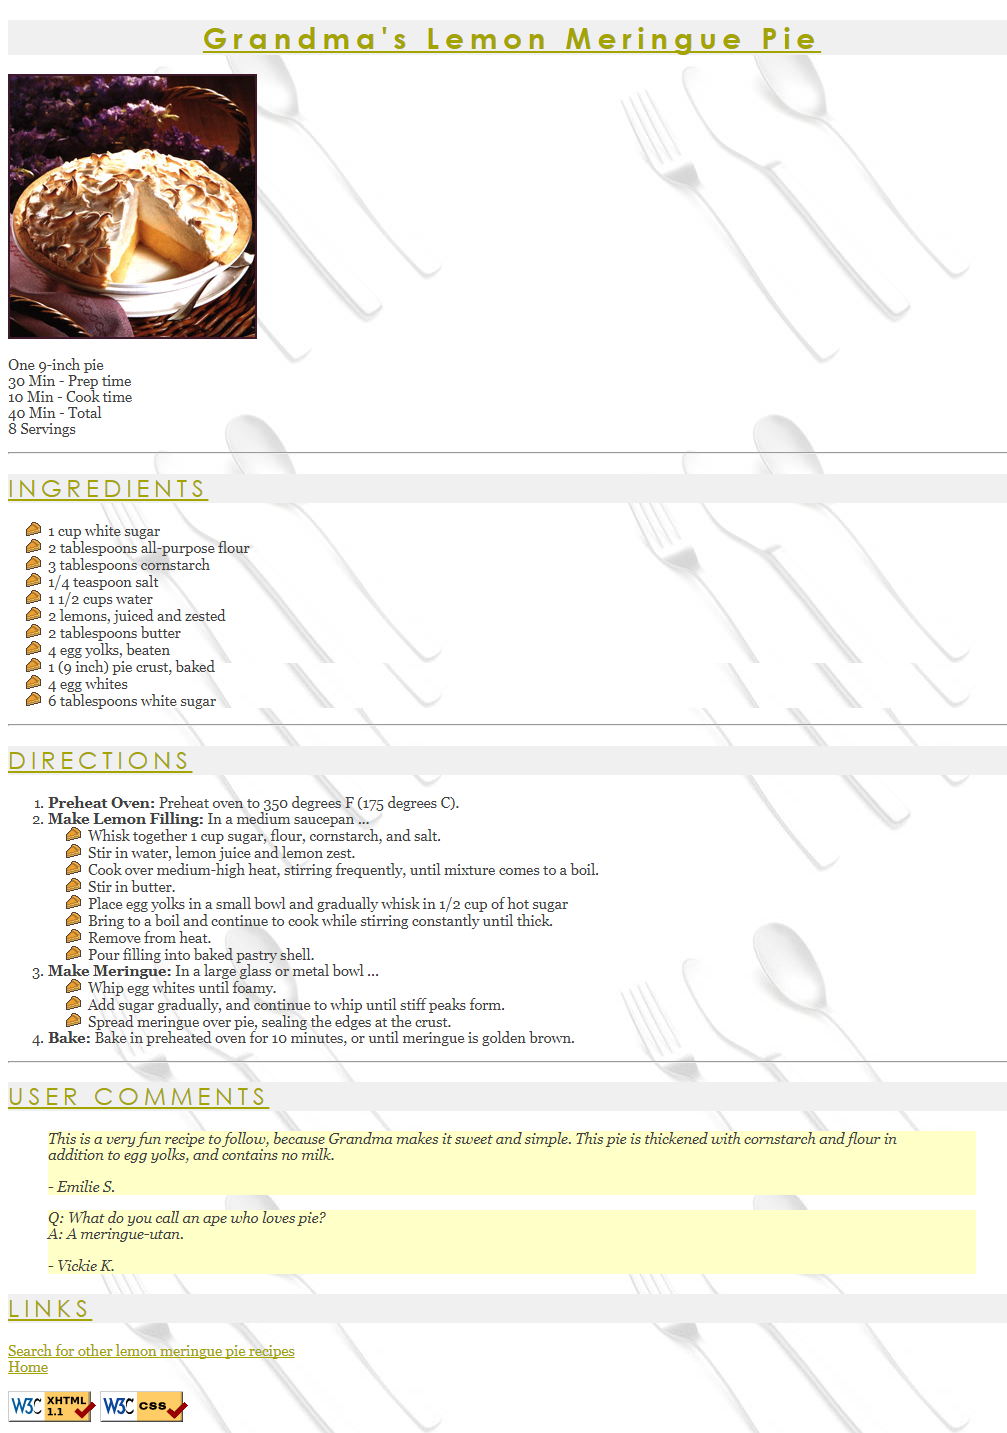 Grandma's Lemon Meringue Pie
One 9-inch pie
30 Min - Prep time
10 Min - Cook time
40 Min - Total
8 Servings
INGREDIENTS
1 cup white sugar
2 tablespoons all-purpose flour
3 tablespoons cornstarch
1/4 teaspoon salt
1 1/2 cups water
2 lemons, juiced and zested
2 tablespoons butter
4 egg yolks, beaten
1 (9 inch) pie crust, baked
4 egg whites
6 tablespoons white sugar
DIRECTIONS
1. Preheat Oven: Preheat oven to 350 degrees F (175 degrees C).
2. Make Lemon Filling: In a medium saucepan ...
Whisk together 1 cup sugar, flour, cornstarch, and salt.
Stir in water, lemon juice and lemon zest.
Cook over medium-high heat, stirring frequently, until mixture comes to a boil.
Stir in butter.
Place egg yolks in a small bowl and gradually whisk in 1/2 cup of hot sugar
Bring to a boil and continue to cook while stirring constantly until thick.
Remove from heat.
Pour filling into baked pastry shell.
3. Make Meringue: In a large glass or metal bowl ...
Whip egg whites until foamy.
Add sugar gradually, and continue to whip until stiff peaks form.
Spread meringue over pie, sealing the edges at the crust.
4. Bake: Bake in preheated oven for 10 minutes, or until meringue is golden brown.
USER COMMENTS
This is a very fun recipe to follow, because Grandma makes it sweet and simple. This pie is thickened with cornstarch and flour in
addition to egg yolks, and contains no milk.
- Emilie S.
Q: What do you call an ape who loves pie?
A: A meringue-utan.
- Vickie K.
LINKS
Search for other lemon meringue pie recipes
Home
W3C XHTML 1.1 W3C CSS